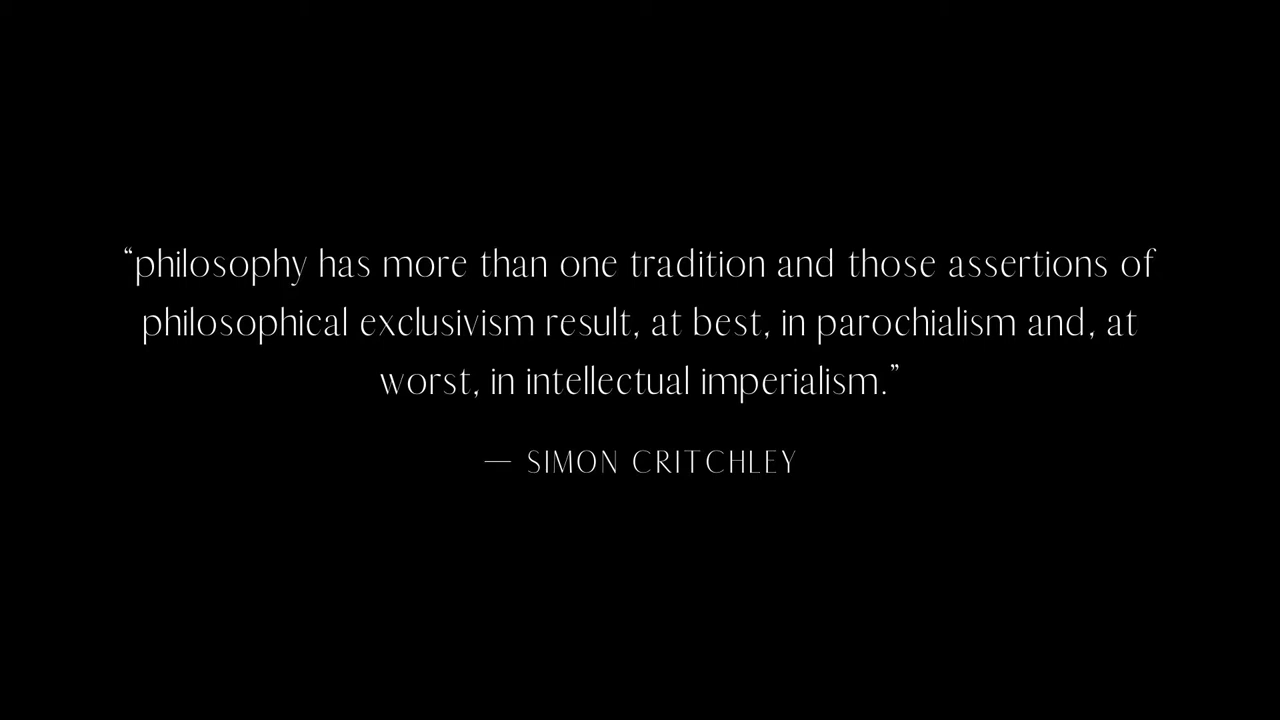 “philosophy has more than one tradition and those assertions of
philosophical exclusivism result, at best, in parochialism and, at
worst, in intellectual imperialism.”
— SIMON CRITCHLEY